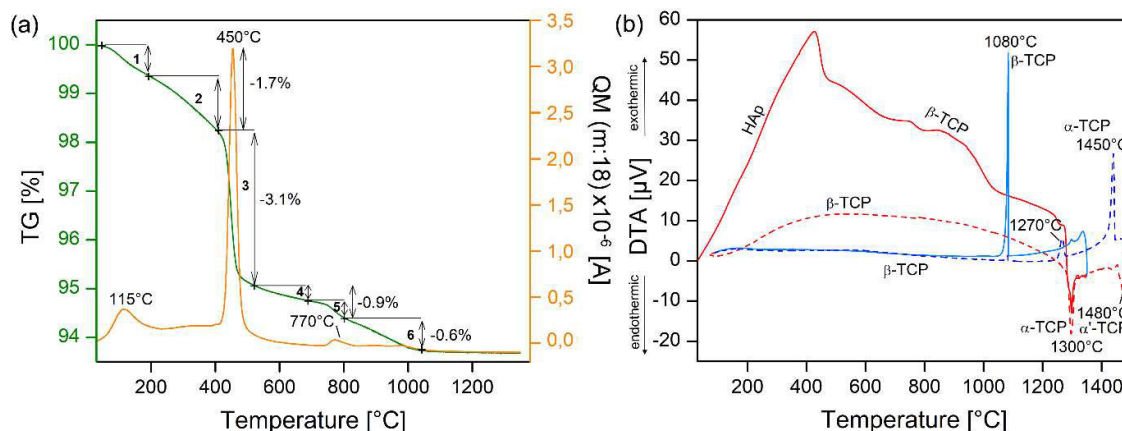 (a)
TG [%]
100
99
98
97
96
95
94
200
400
600
800
1000
1200
Temperature [°C]
3,5
3,0
2,5
2,0
1,5
1,0
0,5
0,0
QM (m:18) x10-6 [A]
450°C
115°C
770°C
1
2
3
4
5
6
-1.7%
-3.1%
-0.9%
-0.6%
(b)
DTA [µV]
exothermic
endothermic
60
50
40
30
20
10
0
-10
-20
200
400
600
800
1000
1200
1400
Temperature [°C]
HAp
β-TCP
β-TCP
β-TCP
1080°C
β-TCP
α-TCP
1450°C
1270°C
1480°C
α-TCP
α'-TCP
1300°C